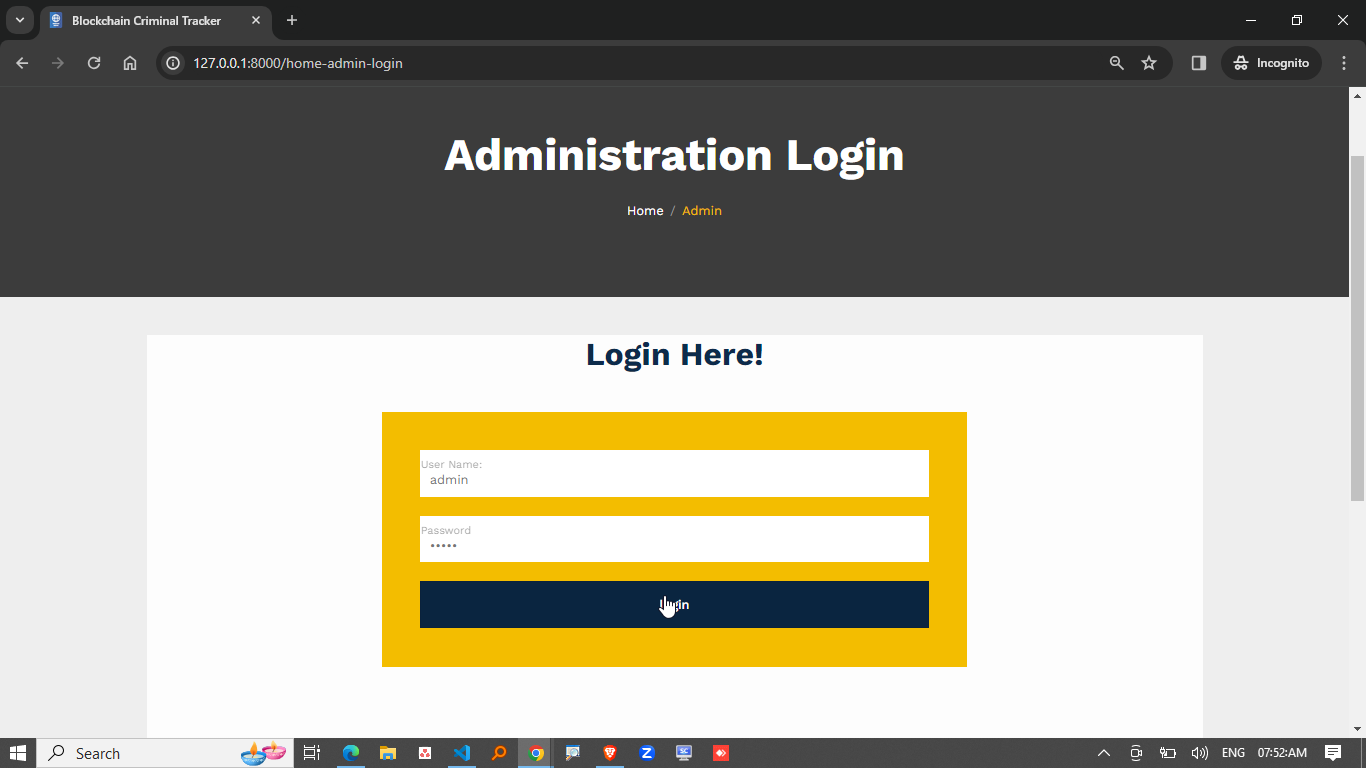 Blockchain Criminal Tracker
127.0.0.1:8000/home-admin-login
Incognito
Administration Login
Home / Admin
Login Here!
User Name:
admin
Password
•••••
Search
ENG 07:52:AM